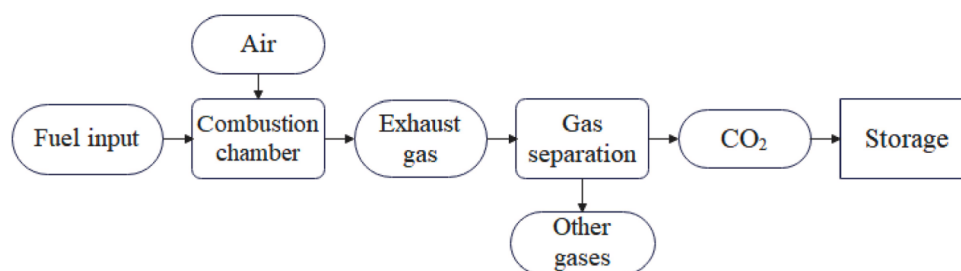 Air
Fuel input
Combustion
chamber
Exhaust
gas
Gas
separation
CO₂
Storage
Other
gases